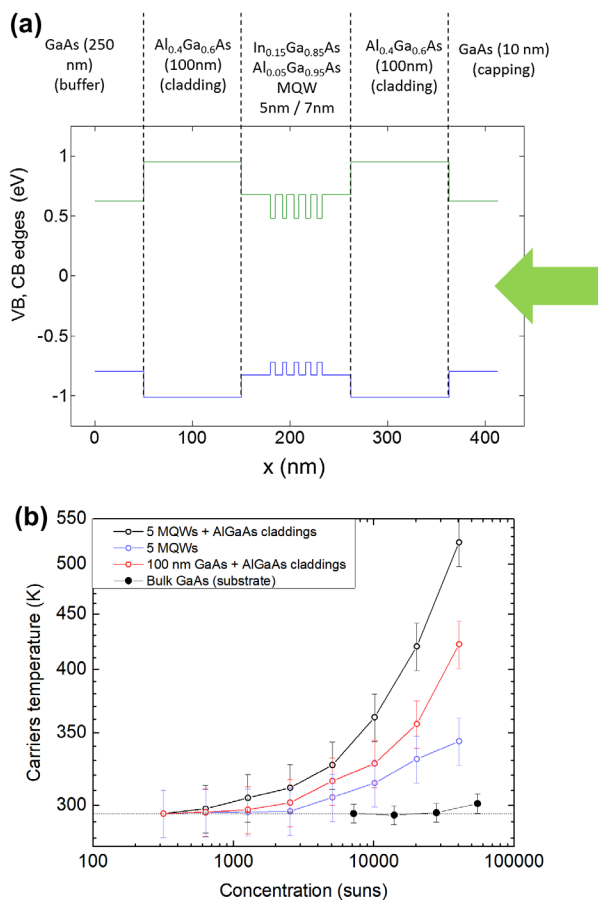 (a)
GaAs (250
nm)
(buffer)
Al0.4Ga0.6As
(100nm)
(cladding)
In0.15Ga0.85As
Al0.05Ga0.95As
MQW
5nm / 7nm
Al0.4Ga0.6As
(100nm)
(cladding)
GaAs (10 nm)
(capping)
VB, CB edges (eV)
1
0.5
0
-0.5
-1
0
100
200
300
400
x (nm)
(b)
Carriers temperature (K)
550
500
450
400
350
300
5 MQWs + AlGaAs claddings
5 MQWs
100 nm GaAs + AlGaAs claddings
Bulk GaAs (substrate)
100
1000
10000
100000
Concentration (suns)